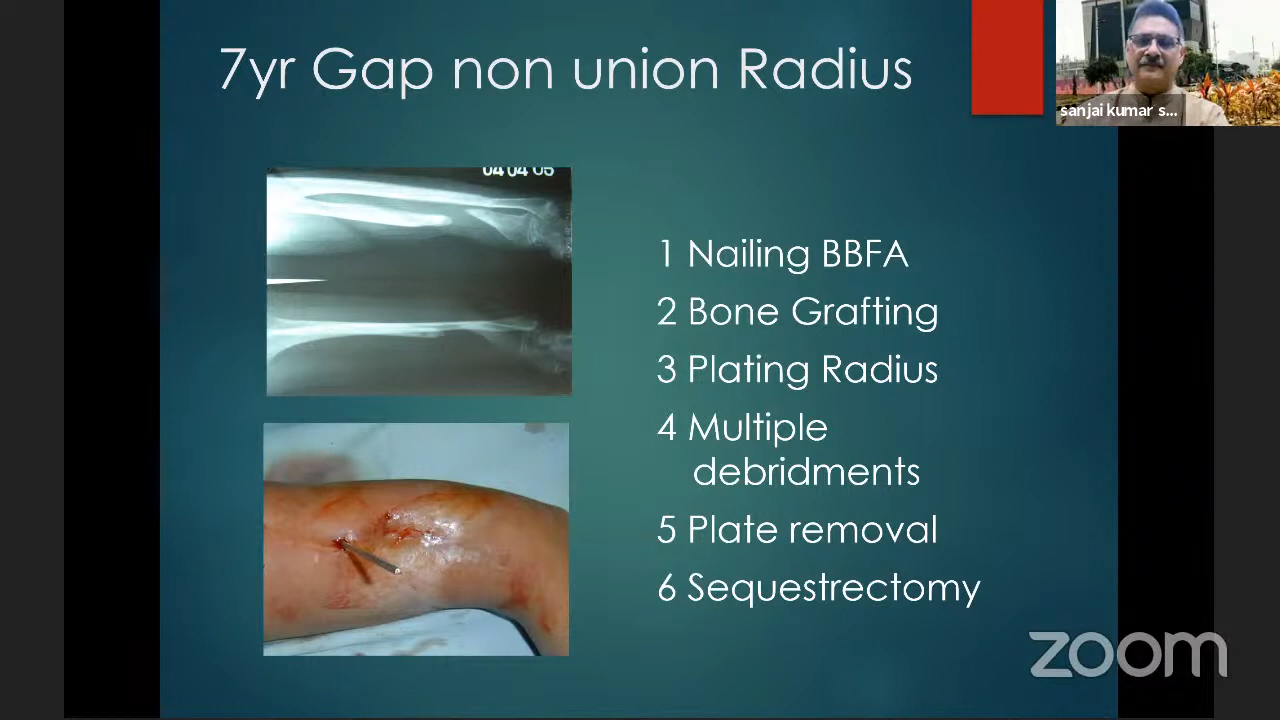 7yr Gap non union Radius
sanjai kumar s...
04 04 05
1 Nailing BBFA
2 Bone Grafting
3 Plating Radius
4 Multiple
debridments
5 Plate removal
6 Sequestrectomy
zoom